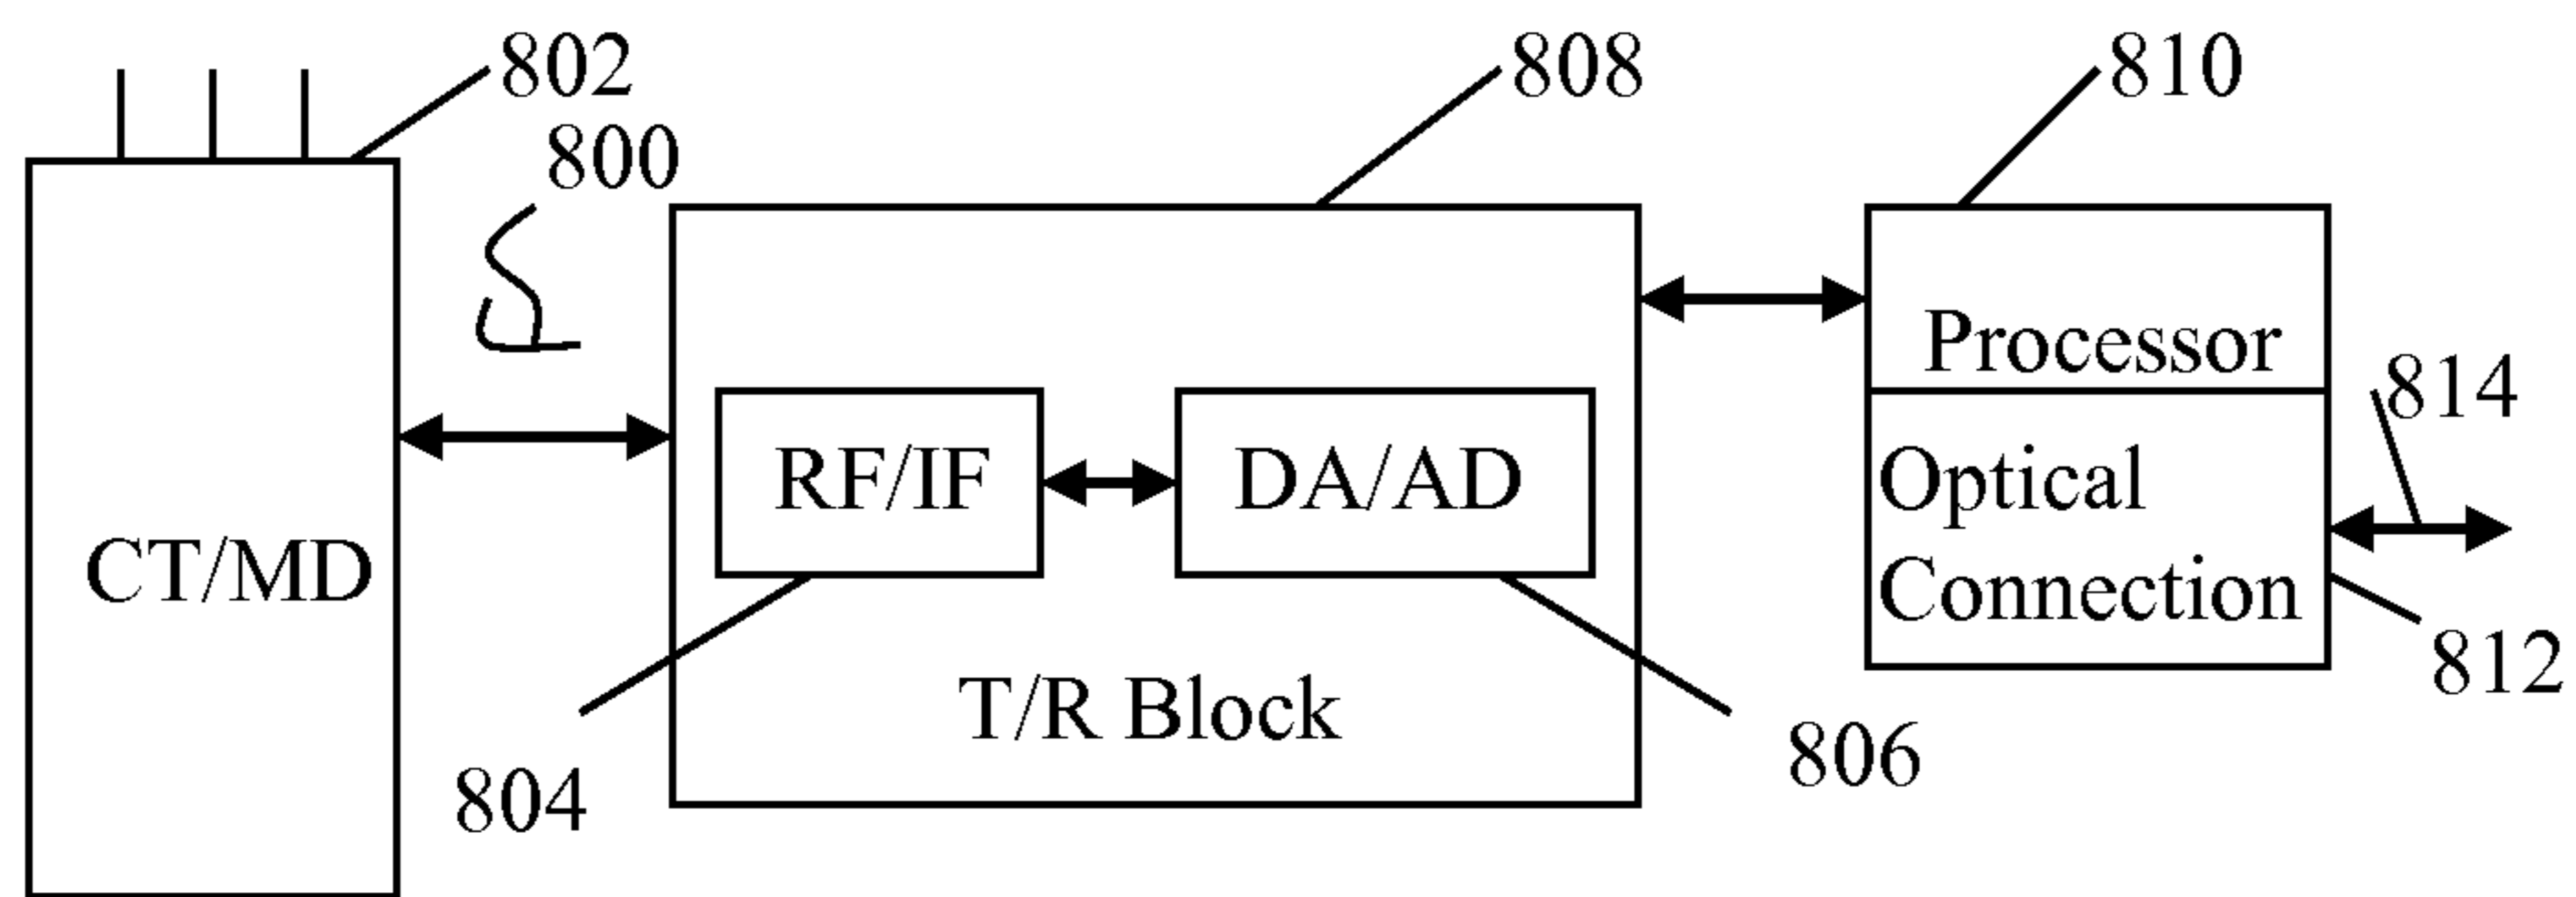 802
808
810
800
Processor
814
RF/IF
DA/AD
Optical
Connection
CT/MD
812
T/R Block
806
804